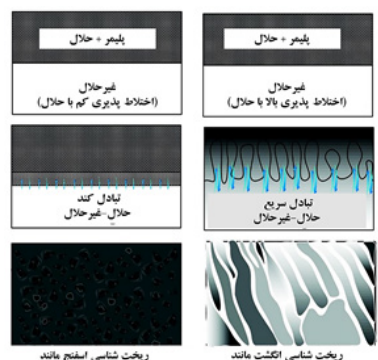 پلیمر + حلال
پلیمر + حلال
غیرحلال
(اختلاط پذیری بالا با حلال)
غیرحلال
(اختلاط پذیری کم با حلال)
تبادل سریع
حلال-غیرحلال
تبادل کند
حلال-غیرحلال
ریخت شناسی انگشت مانند
ریخت شناسی اسفنج مانند